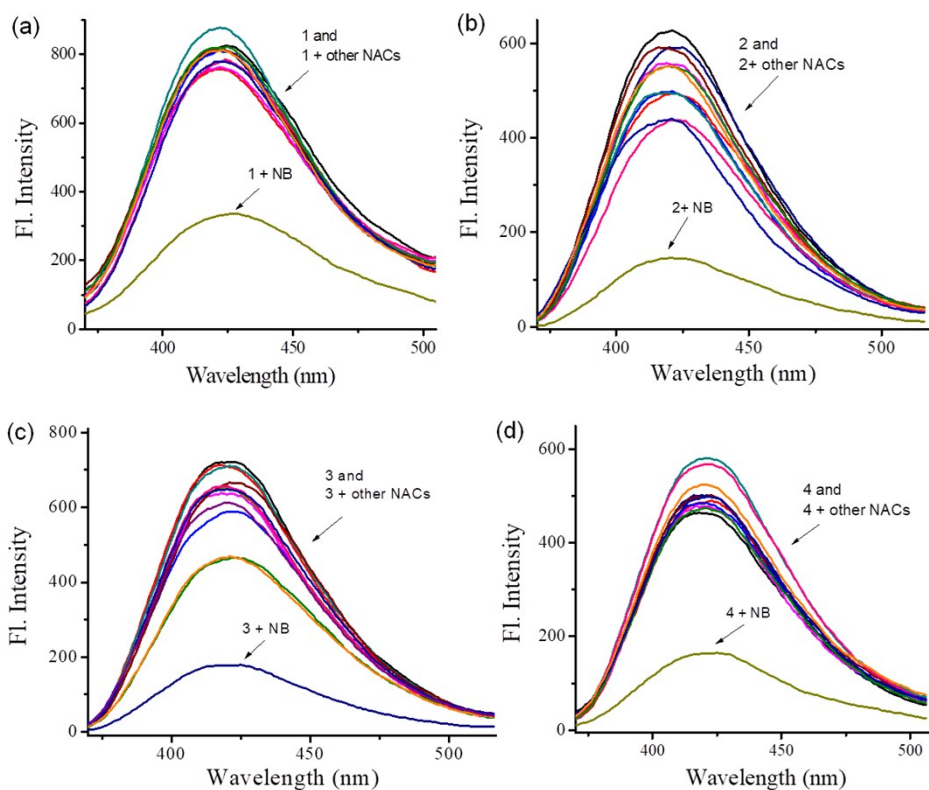 (a)
1 and
1 + other NACs
1 + NB
Fl. Intensity
800
600
400
200
0
400
450
500
Wavelength (nm)
(b)
2 and
2+ other NACs
2+ NB
Fl. Intensity
600
400
200
0
400
450
500
Wavelength (nm)
(c)
3 and
3 + other NACs
3 + NB
Fl. Intensity
800
600
400
200
0
400
450
500
Wavelength (nm)
(d)
4 and
4 + other NACs
4 + NB
Fl. Intensity
600
400
200
0
400
450
500
Wavelength (nm)